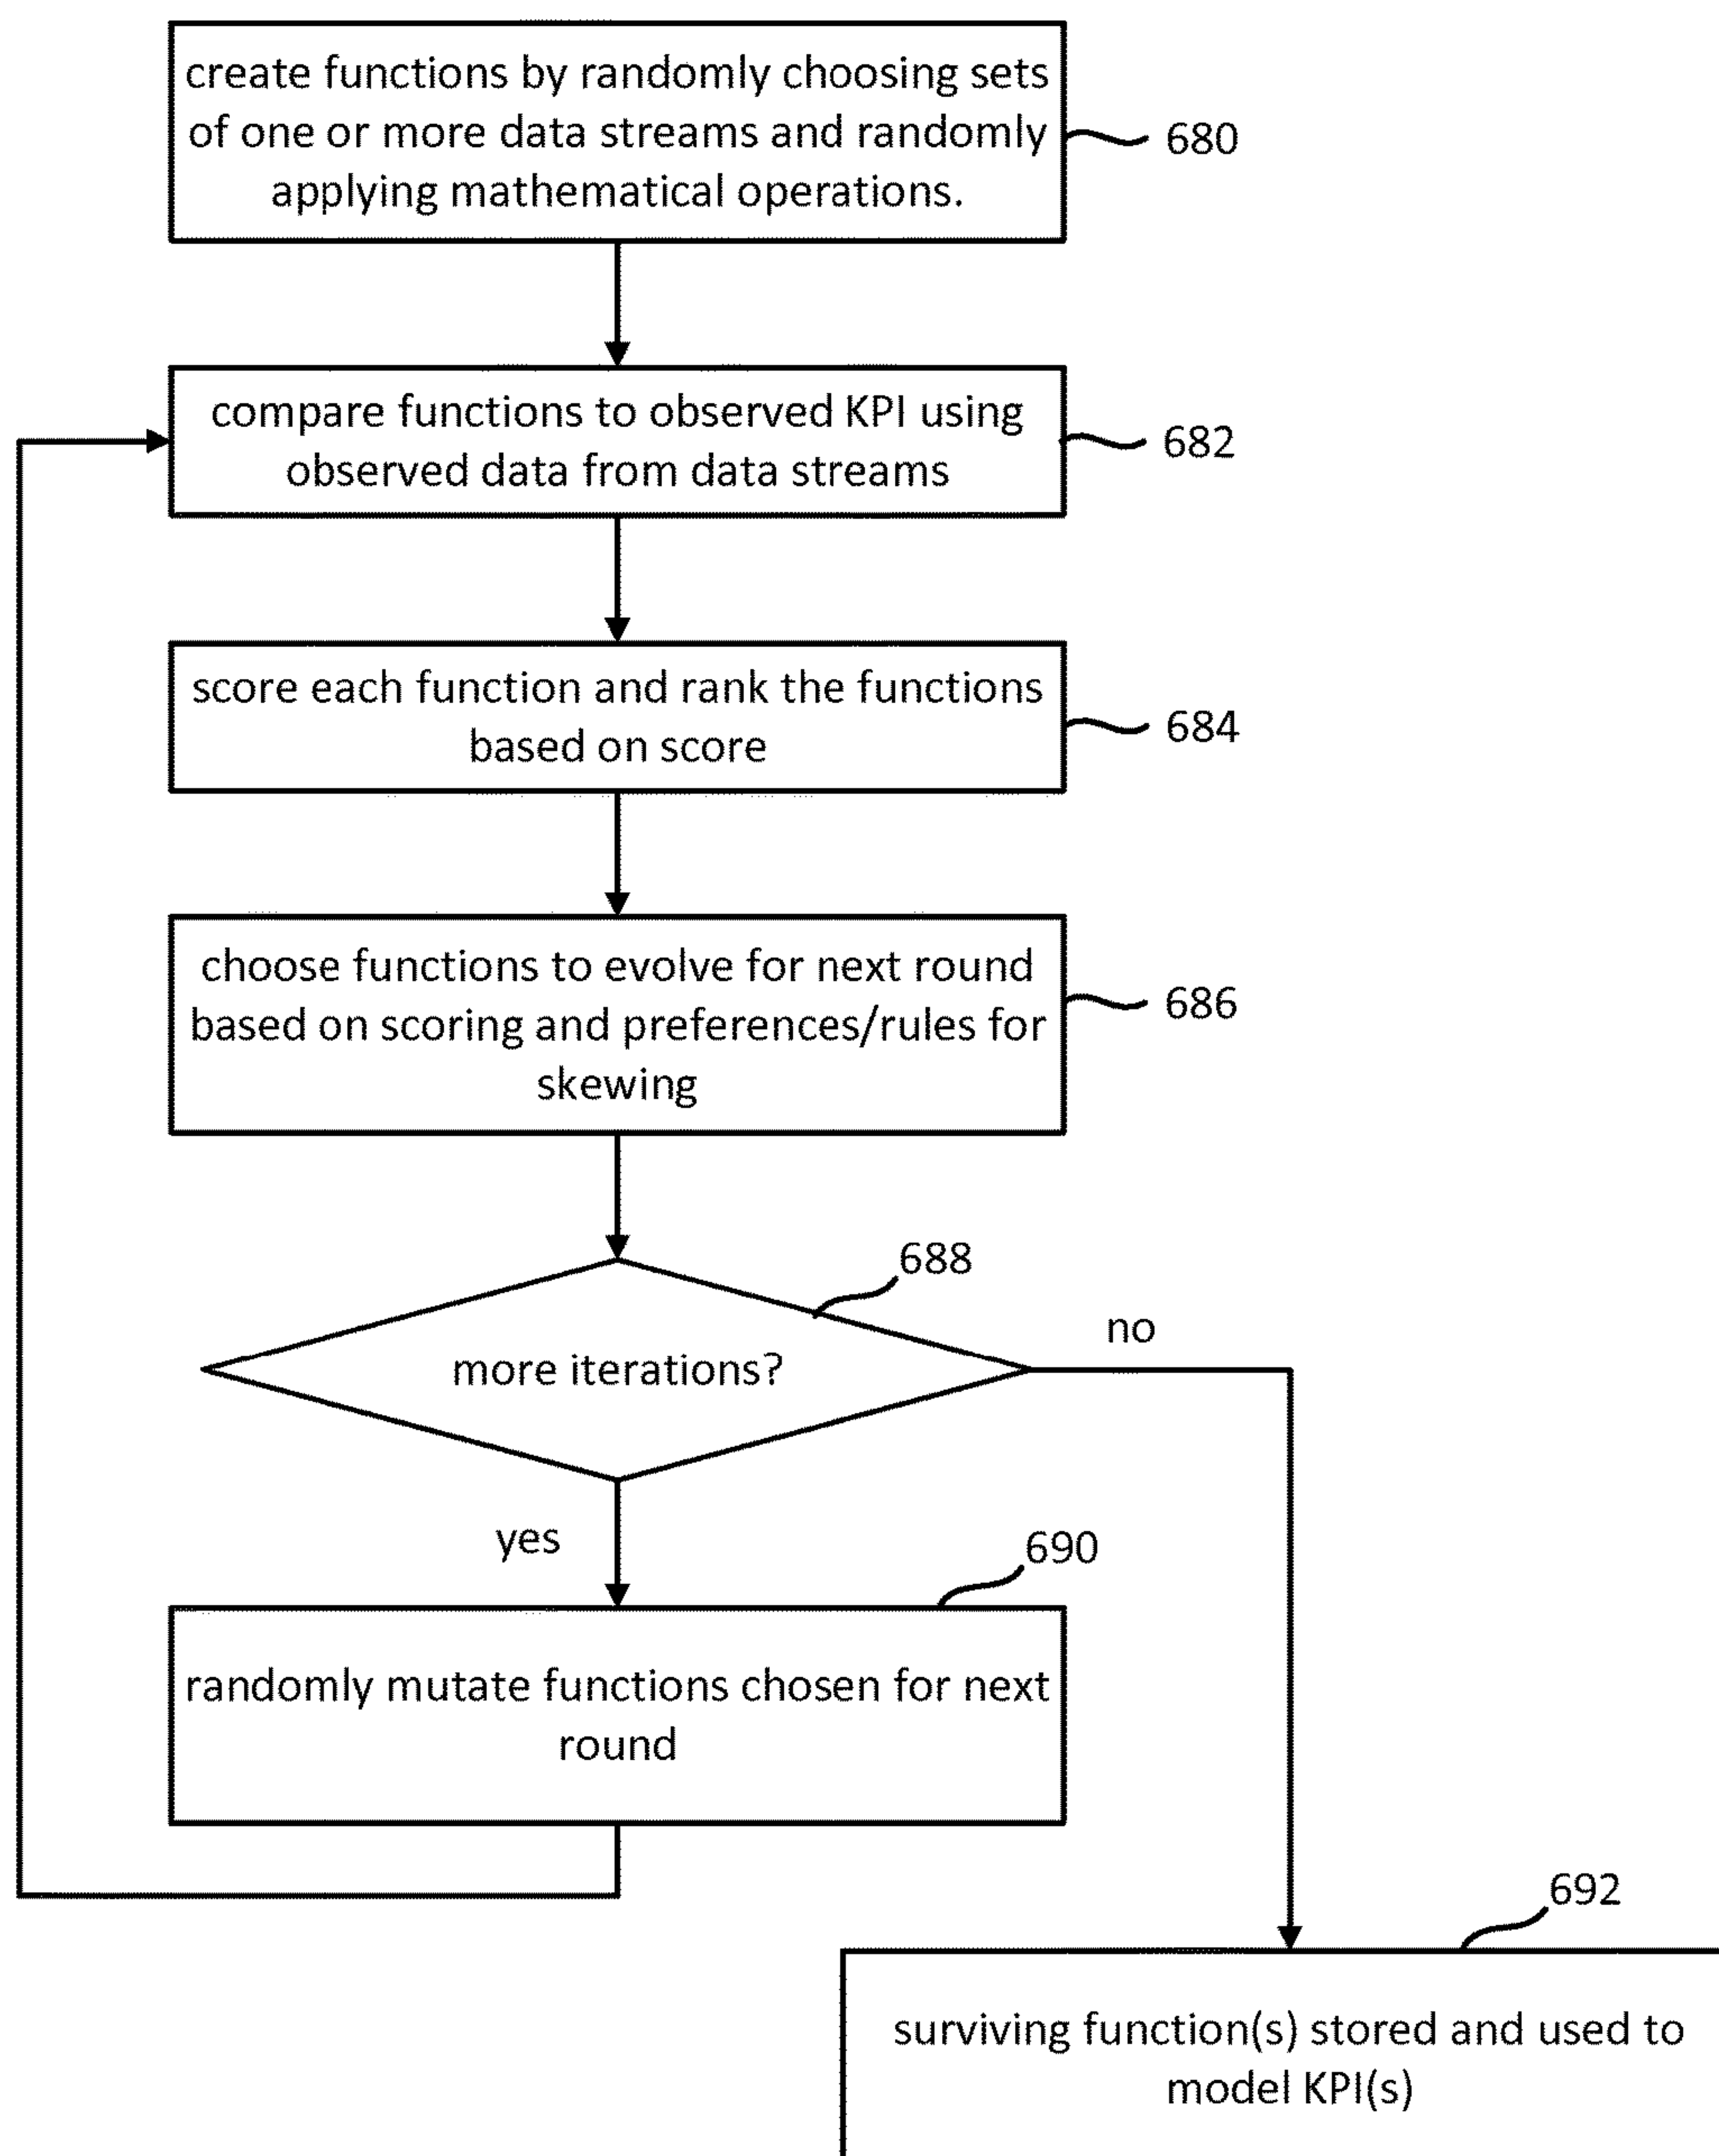 create functions by randomly choosing sets
of one or more data streams and randomly
applying mathematical operations.
680
compare functions to observed KPI using
observed data from data streams
682
score each function and rank the functions
based on score
684
choose functions to evolve for next round
based on scoring and preferences/rules for
skewing
686
688
more iterations?
no
yes
690
randomly mutate functions chosen for next
round
692
surviving function(s) stored and used to
model KPI(s)